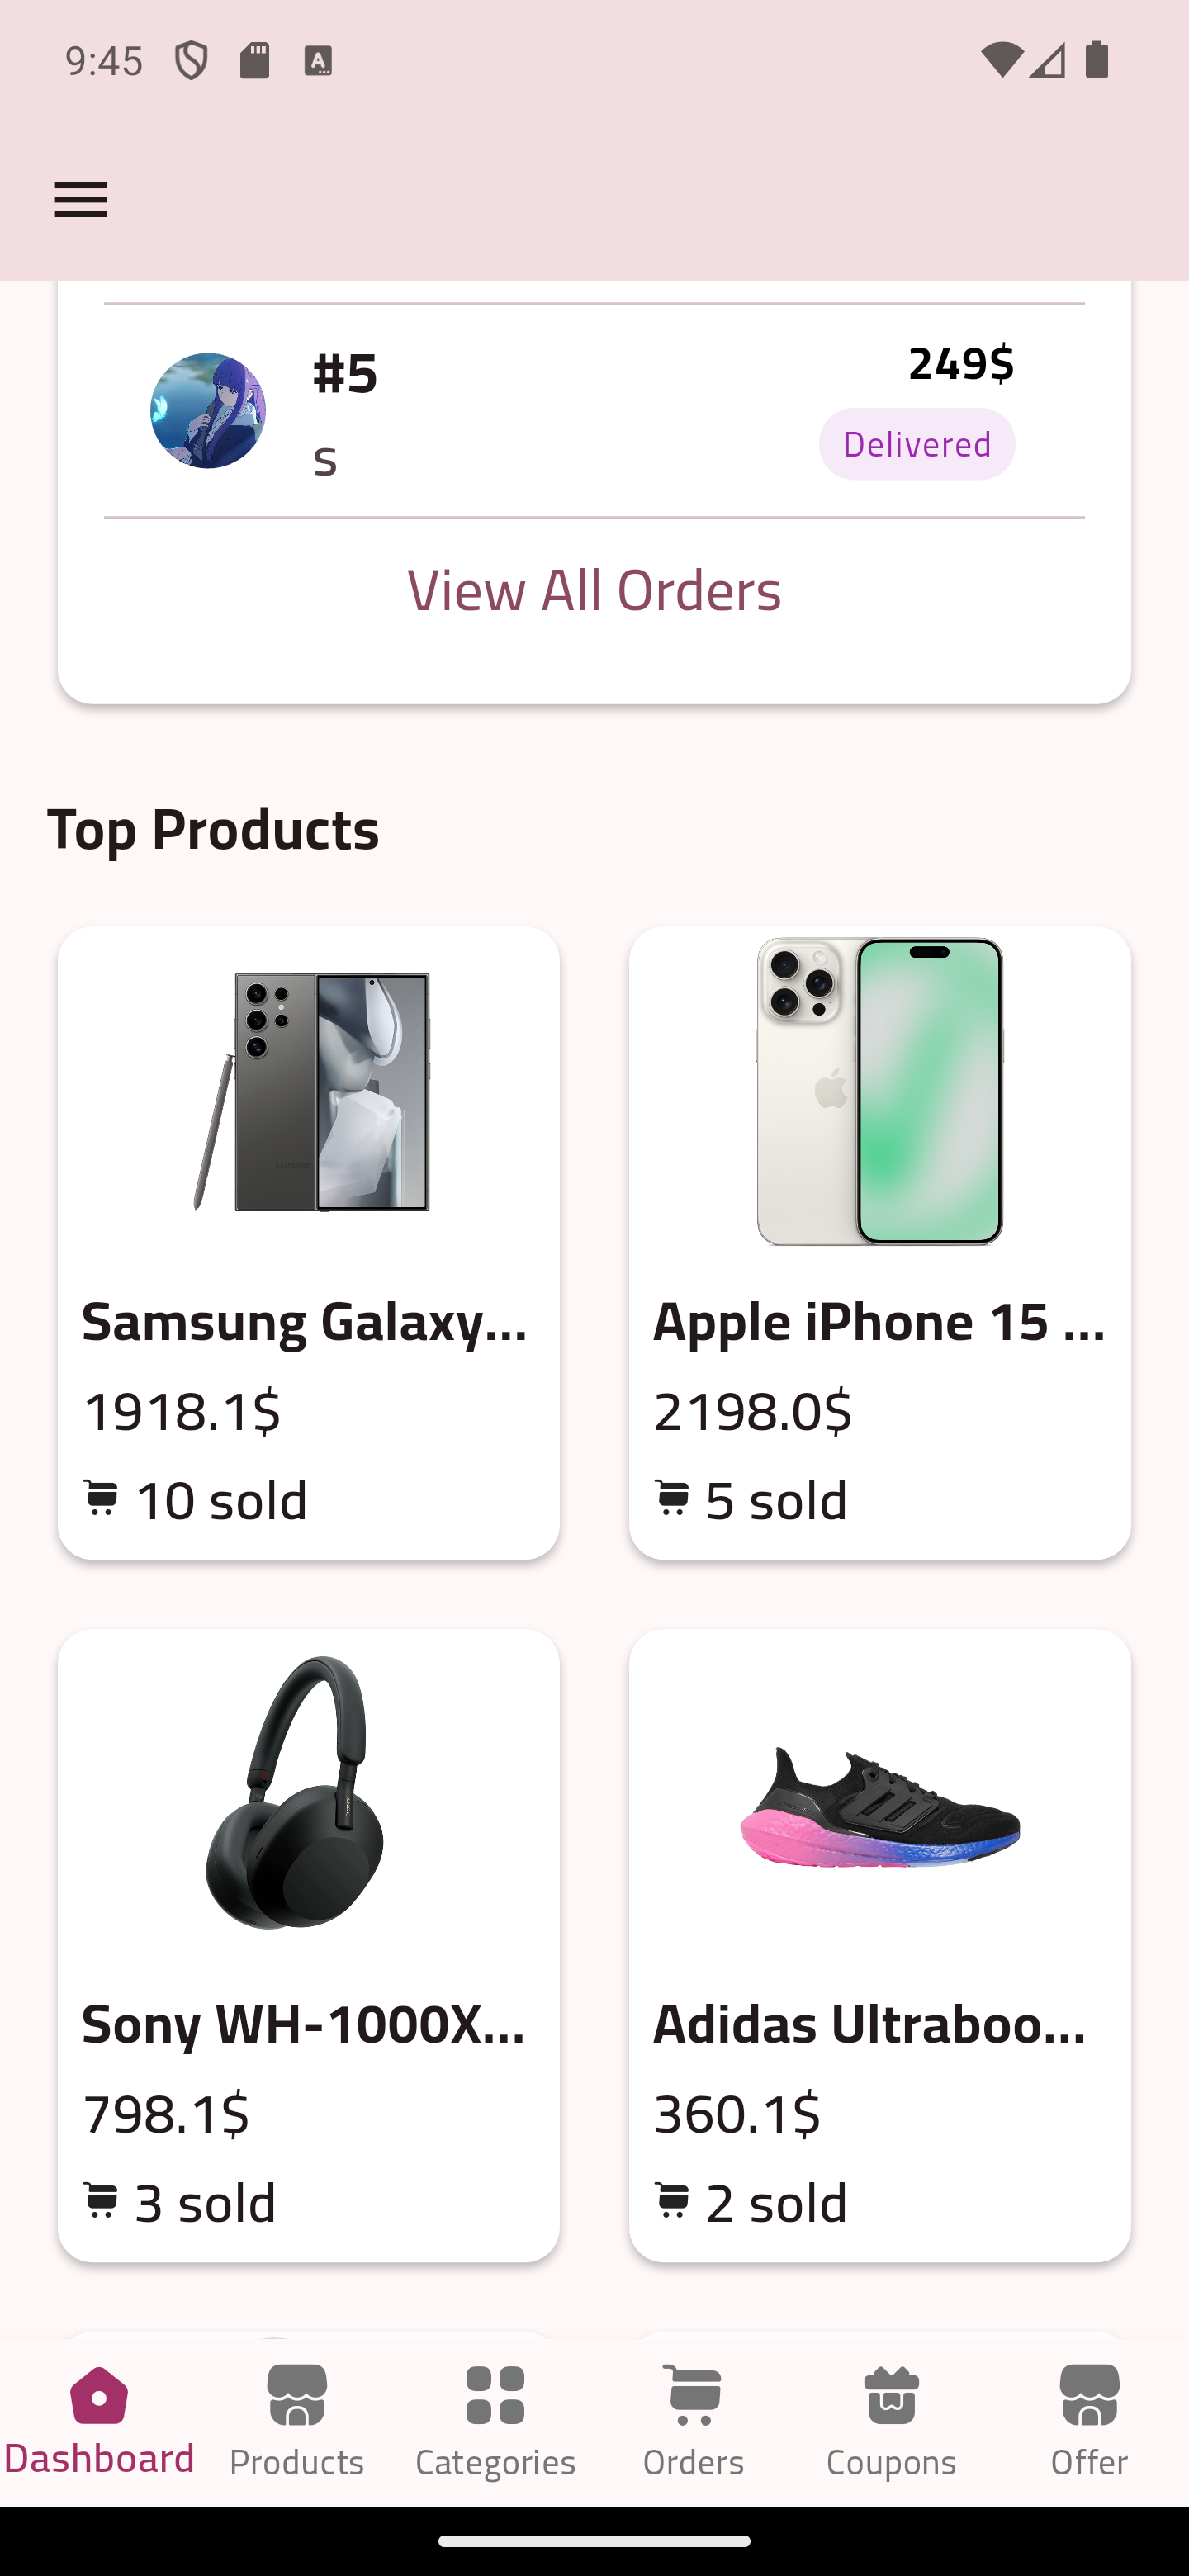 9:45
#5
249$
s
Delivered
View All Orders
Top Products
SAMSUNG
Samsung Galaxy...
Apple iPhone 15 ...
1918.1$
2198.0$
10 sold
5 sold
SONY
Sony WH-1000X...
Adidas Ultraboo...
798.1$
360.1$
3 sold
2 sold
Dashboard
Products
Categories
Orders
Coupons
Offer